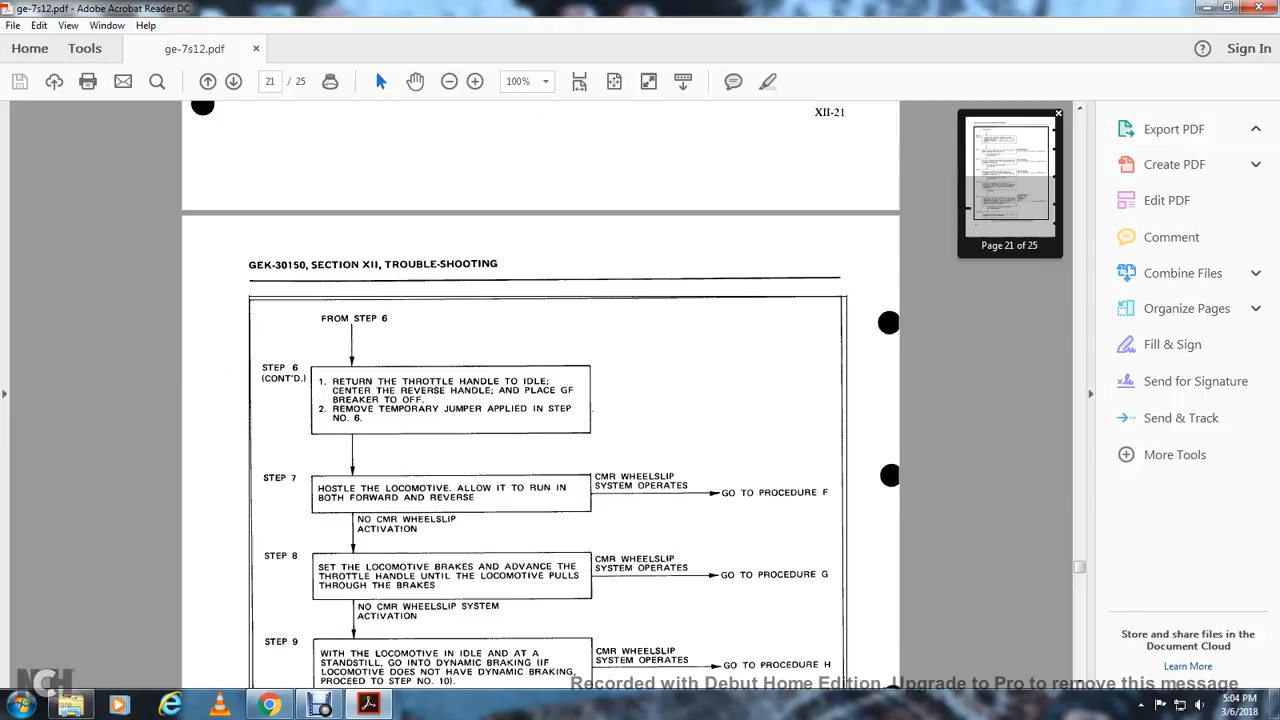 ge-7s12.pdf - Adobe Acrobat Reader DC
File Edit View Window Help
Home Tools ge-7s12.pdf × Sign In
21 / 25 100%
XII-21
Page 21 of 25
GEK-30150, SECTION XII, TROUBLE-SHOOTING
FROM STEP 6
STEP 6
(CONT'D.)
1. RETURN THE THROTTLE HANDLE TO IDLE;
CENTER THE REVERSE HANDLE; AND PLACE GF
BREAKER TO OFF.
2. REMOVE TEMPORARY JUMPER APPLIED IN STEP
NO. 6.
STEP 7
HOSTLE THE LOCOMOTIVE, ALLOW IT TO RUN IN
BOTH FORWARD AND REVERSE
CMR WHEELSLIP
SYSTEM OPERATES
GO TO PROCEDURE F
NO CMR WHEELSLIP
ACTIVATION
STEP 8
SET THE LOCOMOTIVE BRAKES AND ADVANCE THE
THROTTLE HANDLE UNTIL THE LOCOMOTIVE PULLS
THROUGH THE BRAKES
CMR WHEELSLIP
SYSTEM OPERATES
GO TO PROCEDURE G
NO CMR WHEELSLIP SYSTEM
ACTIVATION
STEP 9
WITH THE LOCOMOTIVE IN IDLE AND AT A
STANDSTILL, GO INTO DYNAMIC BRAKING (IF
LOCOMOTIVE DOES NOT HAVE DYNAMIC BRAKING,
PROCEED TO STEP NO. 10).
CMR WHEELSLIP
SYSTEM OPERATES
GO TO PROCEDURE H
Export PDF
Create PDF
Edit PDF
Comment
Combine Files
Organize Pages
Fill & Sign
Send for Signature
Send & Track
More Tools
Store and share files in the
Document Cloud
Learn More
NCH
Recorded with Debut Home Edition. Upgrade to Pro to remove this message
5:04 PM
3/6/2018